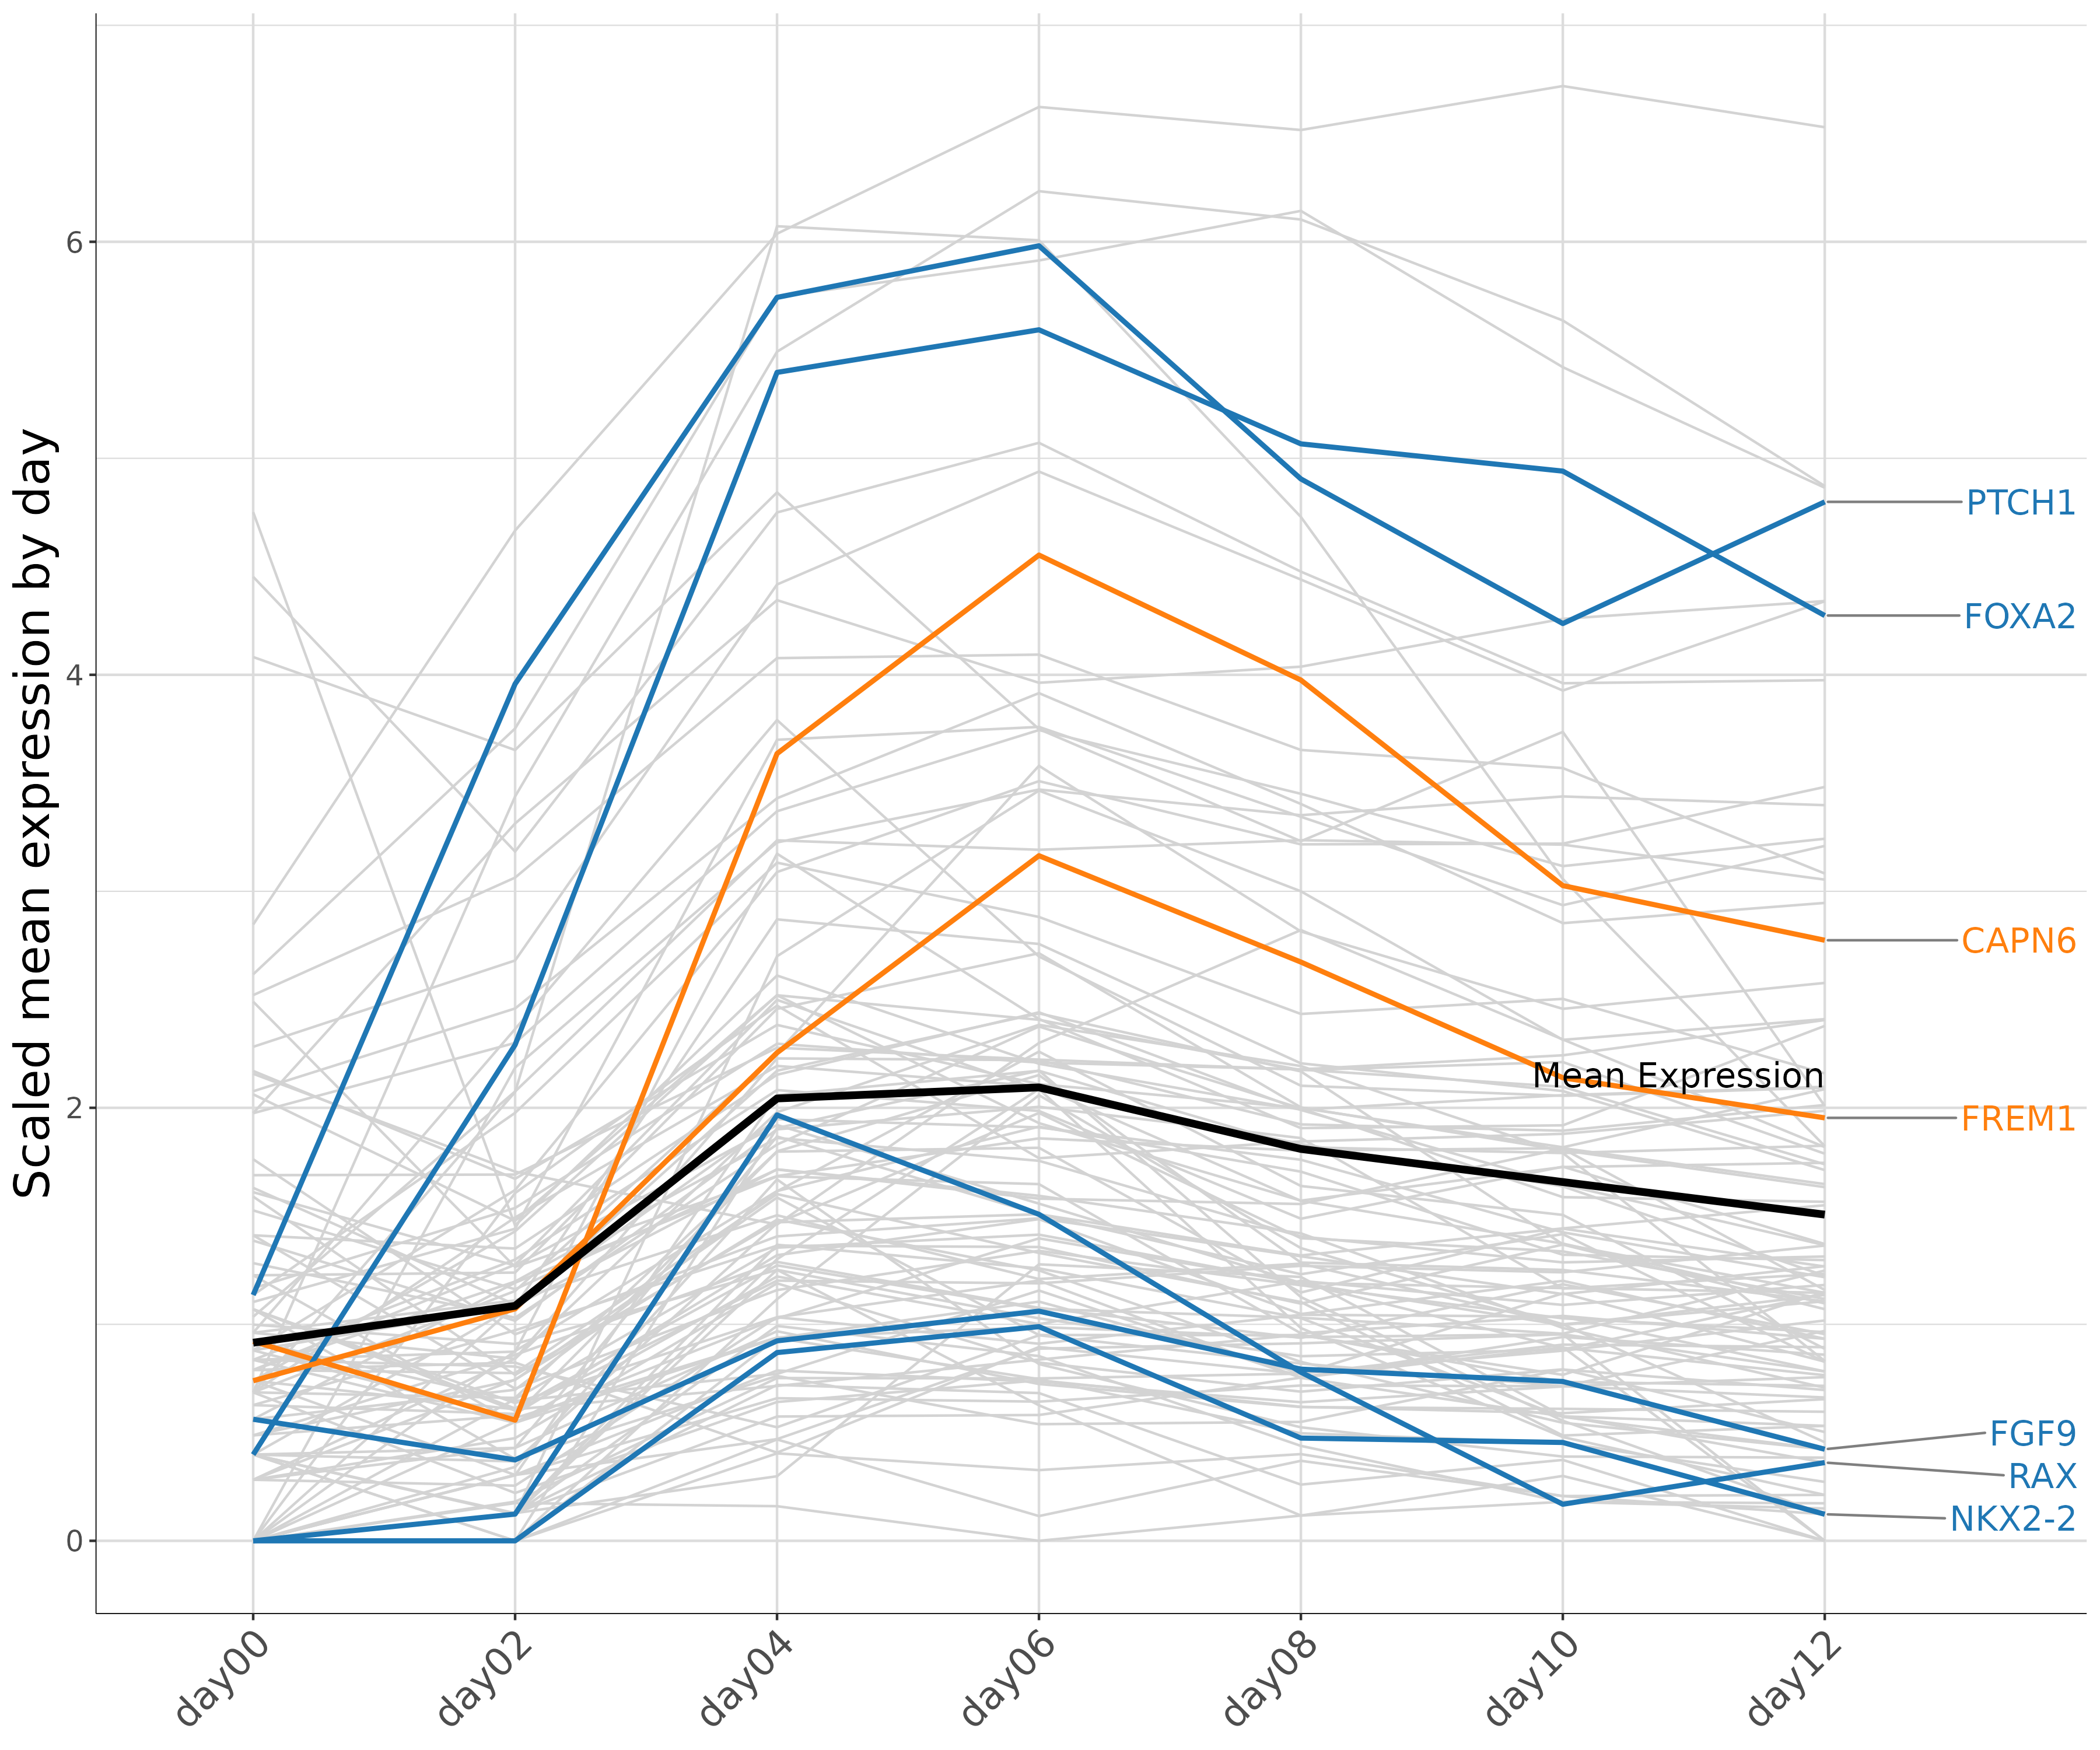 Scaled mean expression by day
6
4
2
0
PTCH1
FOXA2
CAPN6
Mean Expression
FREM1
FGF9
RAX
NKX2-2
day00
day02
day04
day06
day08
day10
day12